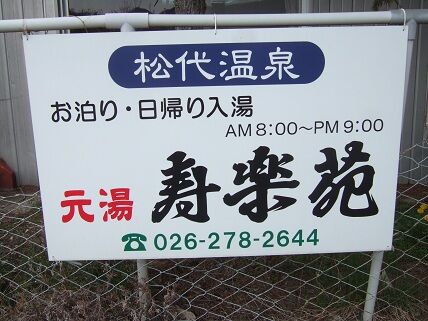 松代温泉
お泊り・日帰り入湯
AM 8:00～PM 9:00
元湯 寿楽苑
☎026-278-2644